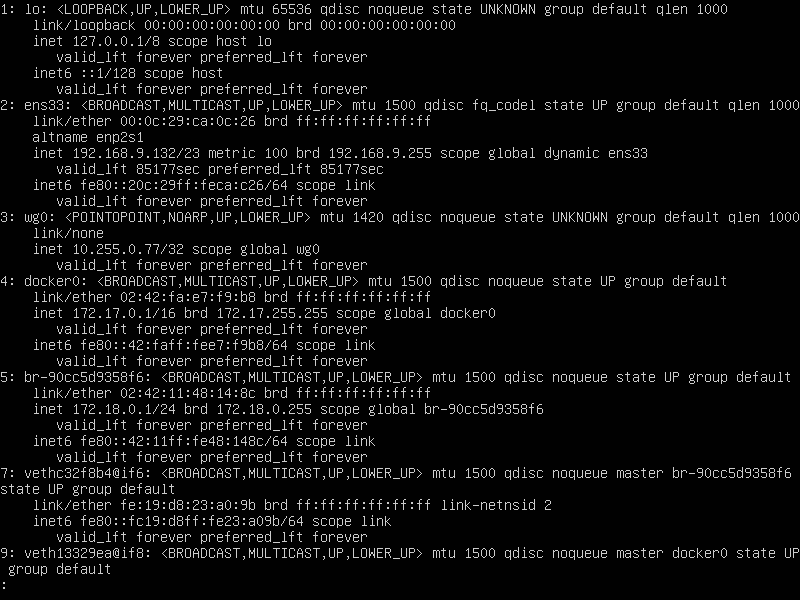 1: lo: <LOOPBACK,UP,LOWER_UP> mtu 65536 qdisc noqueue state UNKNOWN group default qlen 1000
    link/loopback 00:00:00:00:00:00 brd 00:00:00:00:00:00
    inet 127.0.0.1/8 scope host lo
       valid_lft forever preferred_lft forever
    inet6 ::1/128 scope host
       valid_lft forever preferred_lft forever
2: ens33: <BROADCAST,MULTICAST,UP,LOWER_UP> mtu 1500 qdisc fq_codel state UP group default qlen 1000
    link/ether 00:0c:29:ca:0c:26 brd ff:ff:ff:ff:ff:ff
    altname enp2s1
    inet 192.168.9.132/23 metric 100 brd 192.168.9.255 scope global dynamic ens33
       valid_lft 85177sec preferred_lft 85177sec
    inet6 fe80::20c:29ff:feca:c26/64 scope link
       valid_lft forever preferred_lft forever
3: wg0: <POINTOPOINT,NOARP,UP,LOWER_UP> mtu 1420 qdisc noqueue state UNKNOWN group default qlen 1000
    link/none
    inet 10.255.0.77/32 scope global wg0
       valid_lft forever preferred_lft forever
4: docker0: <BROADCAST,MULTICAST,UP,LOWER_UP> mtu 1500 qdisc noqueue state UP group default
    link/ether 02:42:fa:e7:f9:b8 brd ff:ff:ff:ff:ff:ff
    inet 172.17.0.1/16 brd 172.17.255.255 scope global docker0
       valid_lft forever preferred_lft forever
    inet6 fe80::42:faff:fee7:f9b8/64 scope link
       valid_lft forever preferred_lft forever
5: br-90cc5d9358f6: <BROADCAST,MULTICAST,UP,LOWER_UP> mtu 1500 qdisc noqueue state UP group default
    link/ether 02:42:11:48:14:8c brd ff:ff:ff:ff:ff:ff
    inet 172.18.0.1/24 brd 172.18.0.255 scope global br-90cc5d9358f6
       valid_lft forever preferred_lft forever
    inet6 fe80::42:11ff:fe48:148c/64 scope link
       valid_lft forever preferred_lft forever
7: vethc32f8b4@if6: <BROADCAST,MULTICAST,UP,LOWER_UP> mtu 1500 qdisc noqueue master br-90cc5d9358f6
state UP group default
    link/ether fe:19:d8:23:a0:9b brd ff:ff:ff:ff:ff:ff link-netnsid 2
    inet6 fe80::fc19:d8ff:fe23:a09b/64 scope link
       valid_lft forever preferred_lft forever
9: veth13329ea@if8: <BROADCAST,MULTICAST,UP,LOWER_UP> mtu 1500 qdisc noqueue master docker0 state UP
 group default
: